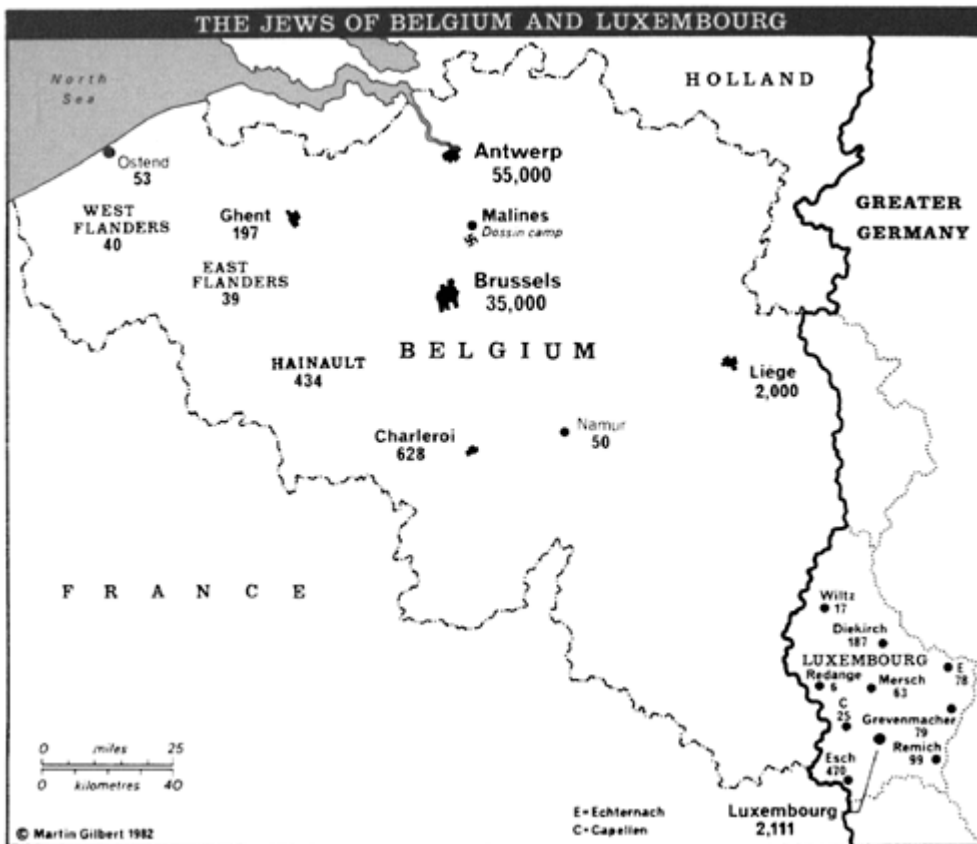 THE JEWS OF BELGIUM AND LUXEMBOURG
North
Sea
HOLLAND
Ostend
53
Antwerp
55,000
WEST
FLANDERS
40
Ghent
197
Malines
Dossin camp
GREATER
GERMANY
EAST
FLANDERS
39
Brussels
35,000
BELGIUM
HAINAULT
434
Liége
2,000
Charleroi
628
Namur
50
FRANCE
Wiltz
17
Diekirch
187
LUXEMBOURG
Redange
6
Mersch
63
E
78
C
25
Grevenmacher
79
Remich
99
Esch
470
0 miles 25
0 kilometres 40
E=Echternach
C=Capellen
Luxembourg
2,111
© Martin Gilbert 1982